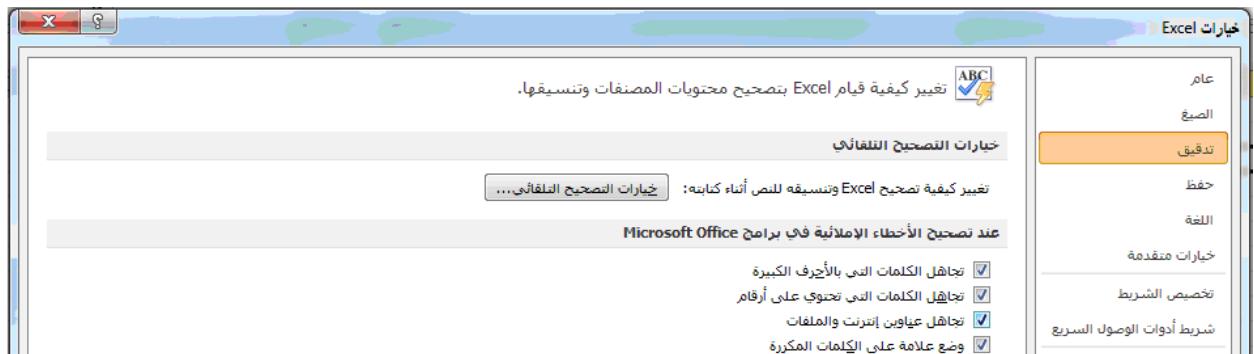 خيارات Excel
عام
الصيغ
تدقيق
حفظ
اللغة
خيارات متقدمة
تخصيص الشريط
شريط أدوات الوصول السريع
ABC
تغيير كيفية قيام Excel بتصحيح محتويات المصنفات وتنسيقها.
خيارات التصحيح التلقائي
تغيير كيفية تصحيح Excel وتنسيقه للنص أثناء كتابته: خيارات التصحيح التلقائي...
عند تصحيح الأخطاء الإملائية في برامج Microsoft Office
تجاهل الكلمات التي بالأحرف الكبيرة
تجاهل الكلمات التي تحتوي على أرقام
تجاهل عناوين إنترنت والملفات
وضع علامة على الكلمات المكررة